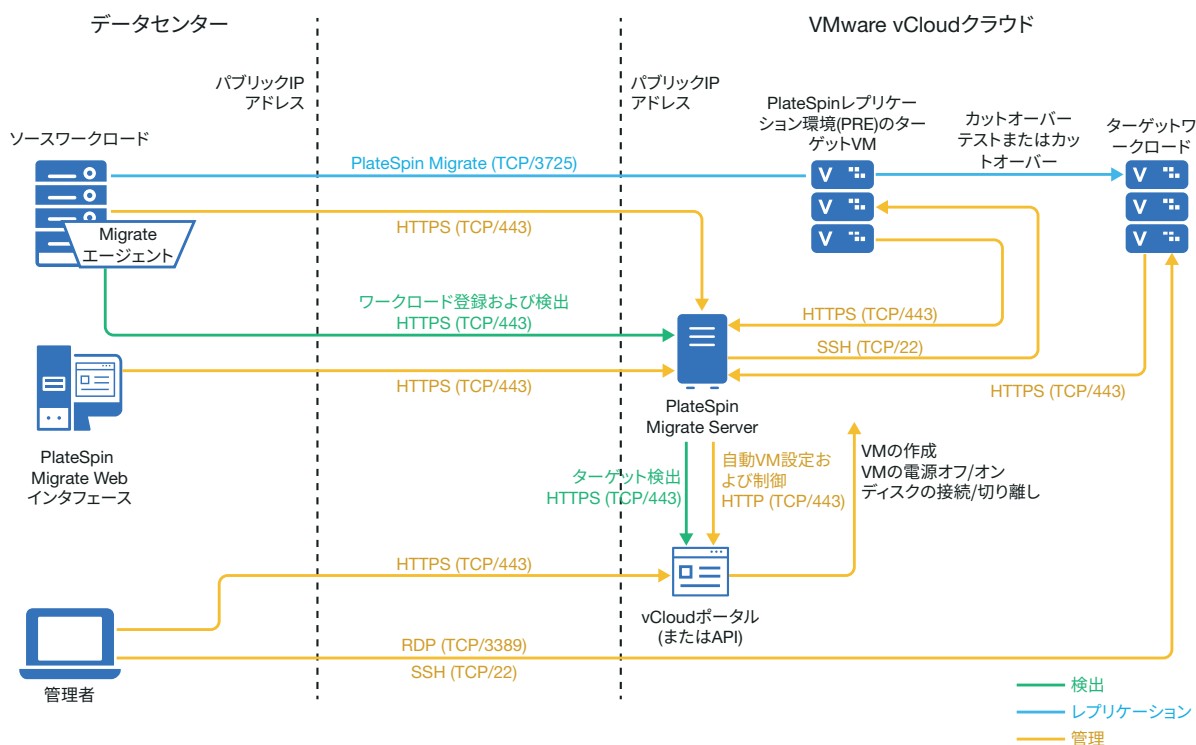 データセンター
VMware vCloudクラウド
パブリックIP
アドレス
パブリックIP
アドレス
PlateSpinレプリケー
ション環境(PRE)のター
ゲットVM
カットオーバー
テストまたはカッ
トオーバー
ターゲットワ
ークロード
ソースワークロード
PlateSpin Migrate (TCP/3725)
HTTPS (TCP/443)
Migrate
エージェント
ワークロード登録および検出
HTTPS (TCP/443)
HTTPS (TCP/443)
SSH (TCP/22)
HTTPS (TCP/443)
HTTPS (TCP/443)
PlateSpin
Migrate Server
PlateSpin
Migrate Web
インタフェース
ターゲット検出
HTTPS (TCP/443)
自動VM設定お
よび制御
HTTP (TCP/443)
VMの作成
VMの電源オフ/オン
ディスクの接続/切り離し
HTTPS (TCP/443)
vCloudポータル
(またはAPI)
RDP (TCP/3389)
SSH (TCP/22)
管理者
検出
レプリケーション
管理